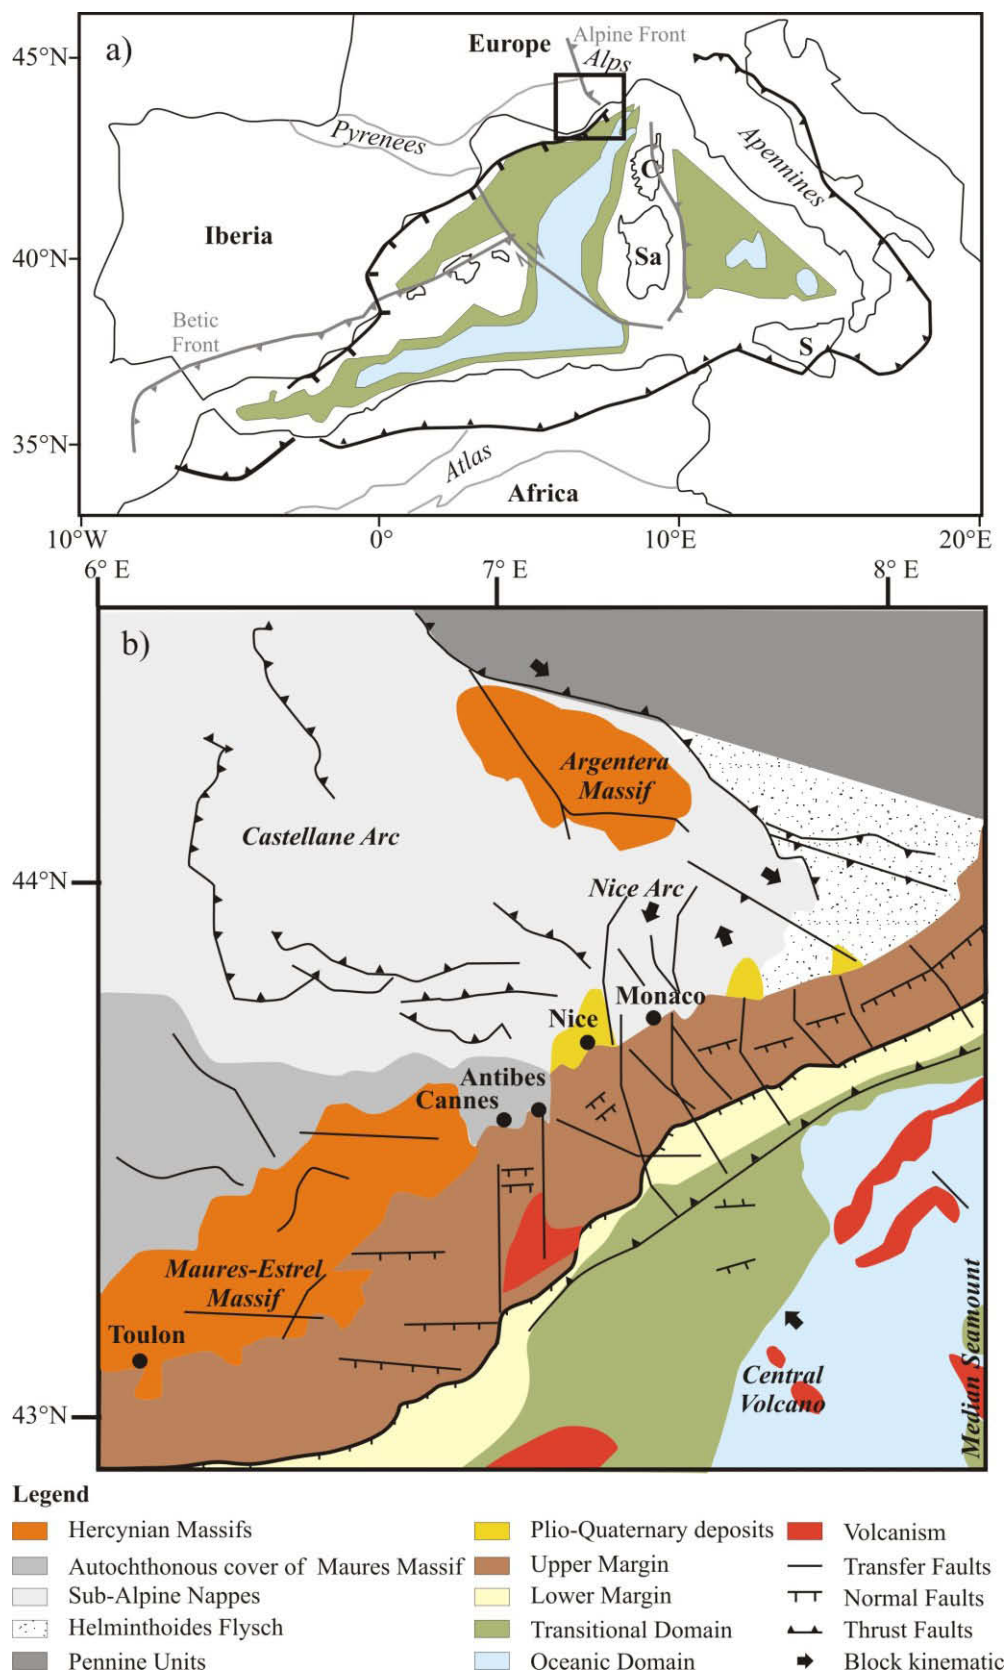 a)
45°N
40°N
35°N
Europe
Alpine Front
Alps
Pyrenees
Apennines
Iberia
C
Sa
S
Betic
Front
Atlas
Africa
10°W
0°
10°E
20°E
6° E
7° E
8° E
b)
44°N
43°N
Argentera
Massif
Castellane Arc
Nice Arc
Monaco
Nice
Antibes
Cannes
Maures-Estrel
Massif
Toulon
Central
Volcano
Median Seamount
Legend
Hercynian Massifs
Autochthonous cover of Maures Massif
Sub-Alpine Nappes
Helminthoides Flysch
Pennine Units
Plio-Quaternary deposits
Upper Margin
Lower Margin
Transitional Domain
Oceanic Domain
Volcanism
Transfer Faults
Normal Faults
Thrust Faults
Block kinematic